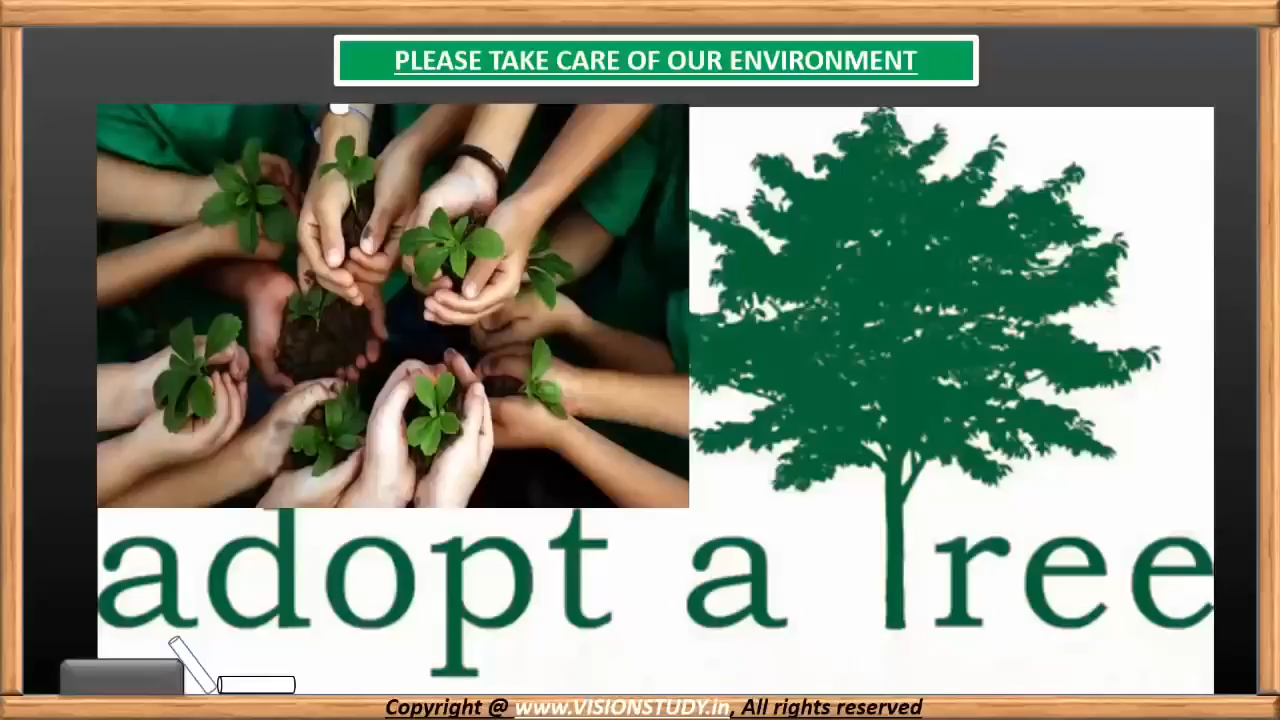 PLEASE TAKE CARE OF OUR ENVIRONMENT
adopt a Tree
Copyright @ www.VISIONSTUDY.in, All rights reserved